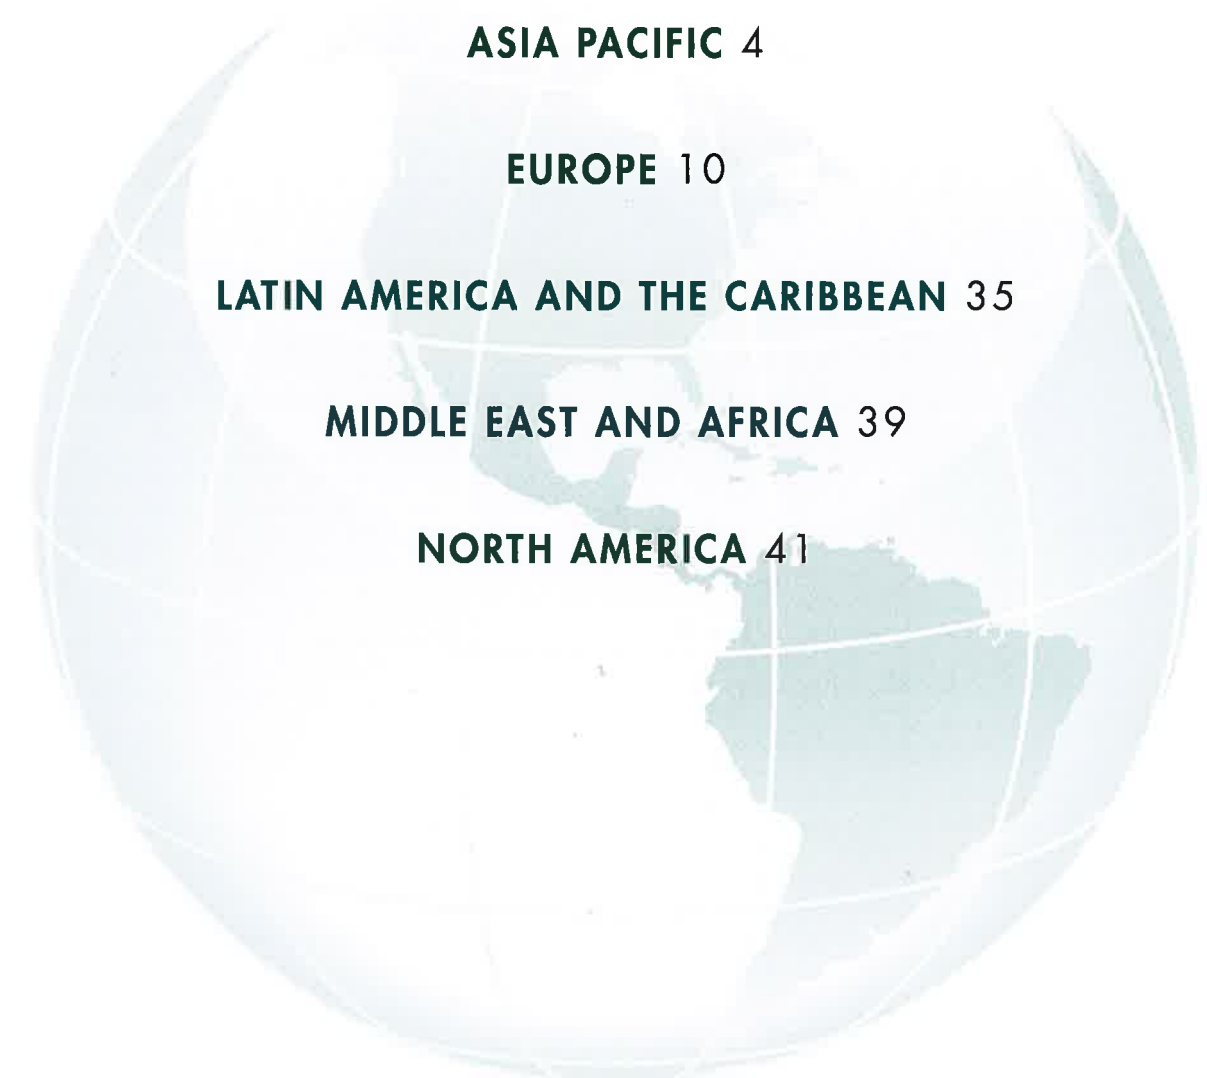 ASIA PACIFIC 4
EUROPE 10
LATIN AMERICA AND THE CARIBBEAN 35
MIDDLE EAST AND AFRICA 39
NORTH AMERICA 41